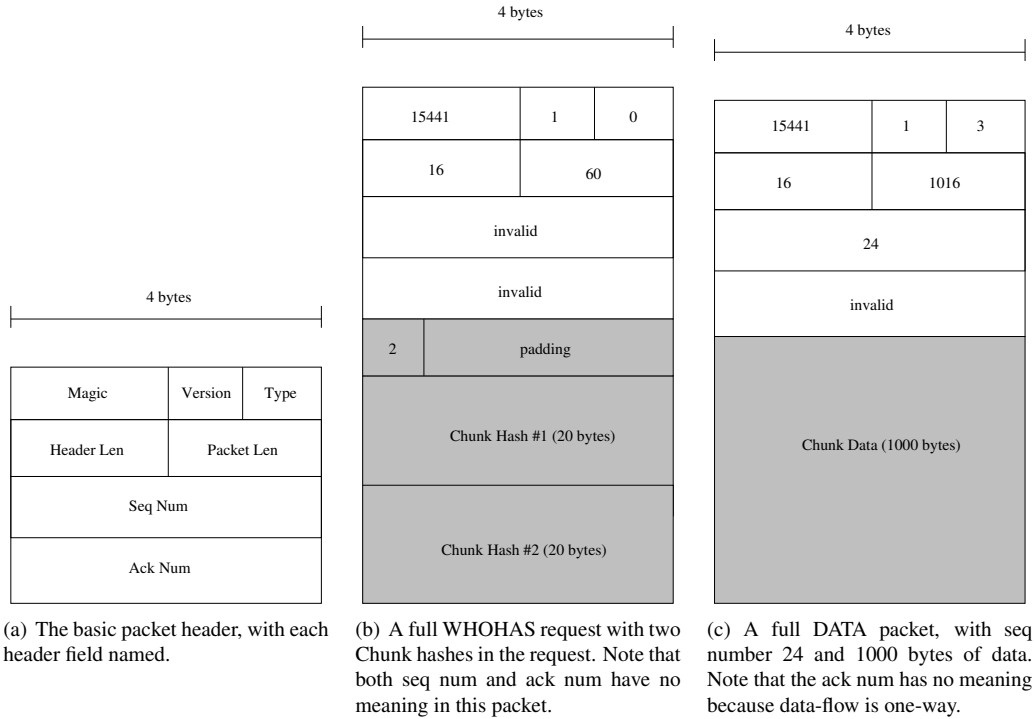 4 bytes
Magic Version Type
Header Len Packet Len
Seq Num
Ack Num
(a) The basic packet header, with each
header field named.
4 bytes
15441 1 0
16 60
invalid
invalid
2 padding
Chunk Hash #1 (20 bytes)
Chunk Hash #2 (20 bytes)
(b) A full WHOHAS request with two
Chunk hashes in the request. Note that
both seq num and ack num have no
meaning in this packet.
4 bytes
15441 1 3
16 1016
24
invalid
Chunk Data (1000 bytes)
(c) A full DATA packet, with seq
number 24 and 1000 bytes of data.
Note that the ack num has no meaning
because data-flow is one-way.